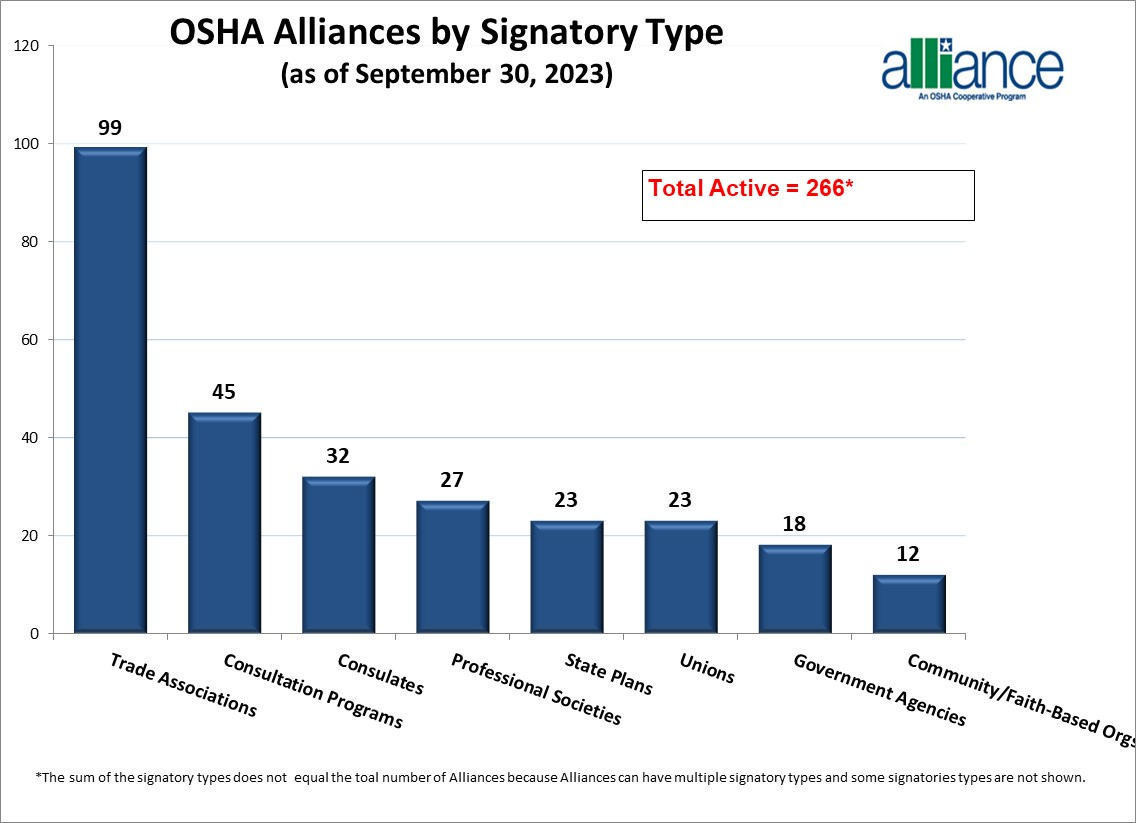 OSHA Alliances by Signatory Type
(as of September 30, 2023)
alliance
An OSHA Cooperative Program
Total Active = 266*
120
100
80
60
40
20
0
99
45
32
27
23
23
18
12
Trade Associations
Consultation Programs
Consulates
Professional Societies
State Plans
Unions
Government Agencies
Community/Faith-Based Orgs
*The sum of the signatory types does not equal the toal number of Alliances because Alliances can have multiple signatory types and some signatories types are not shown.